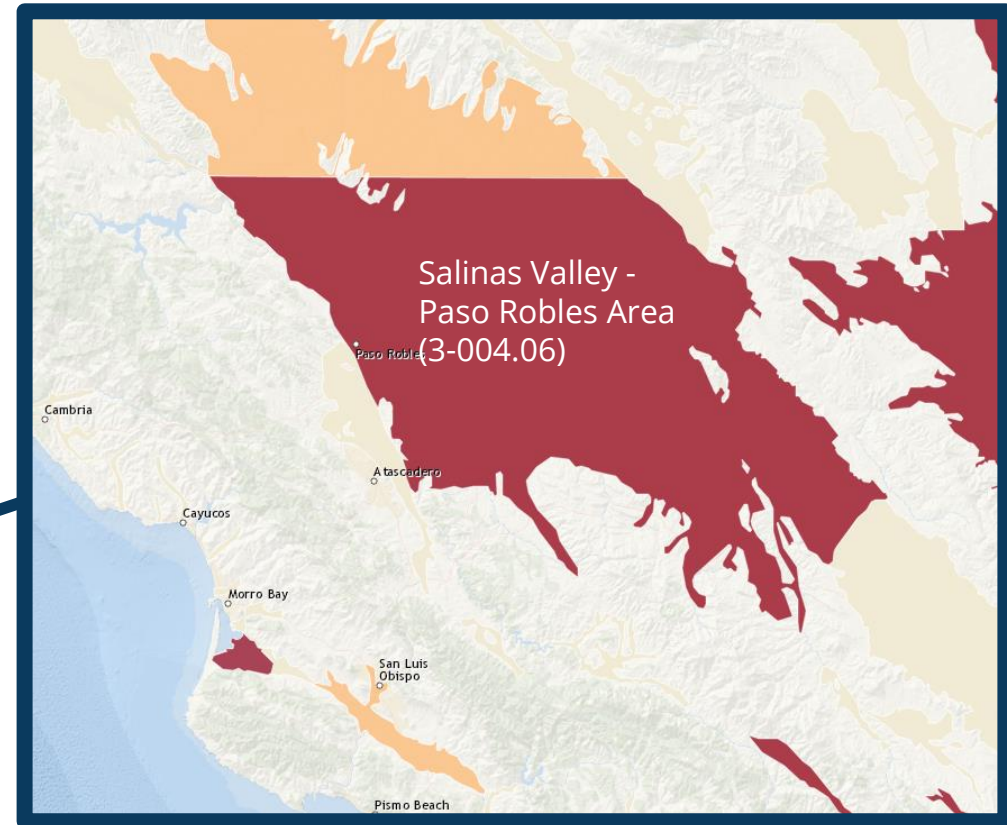 Salinas Valley -
Paso Robles Area
(3-004.06)
Paso Robles
Cambria
Atascadero
Cayucos
Morro Bay
San Luis
Obispo
Pismo Beach